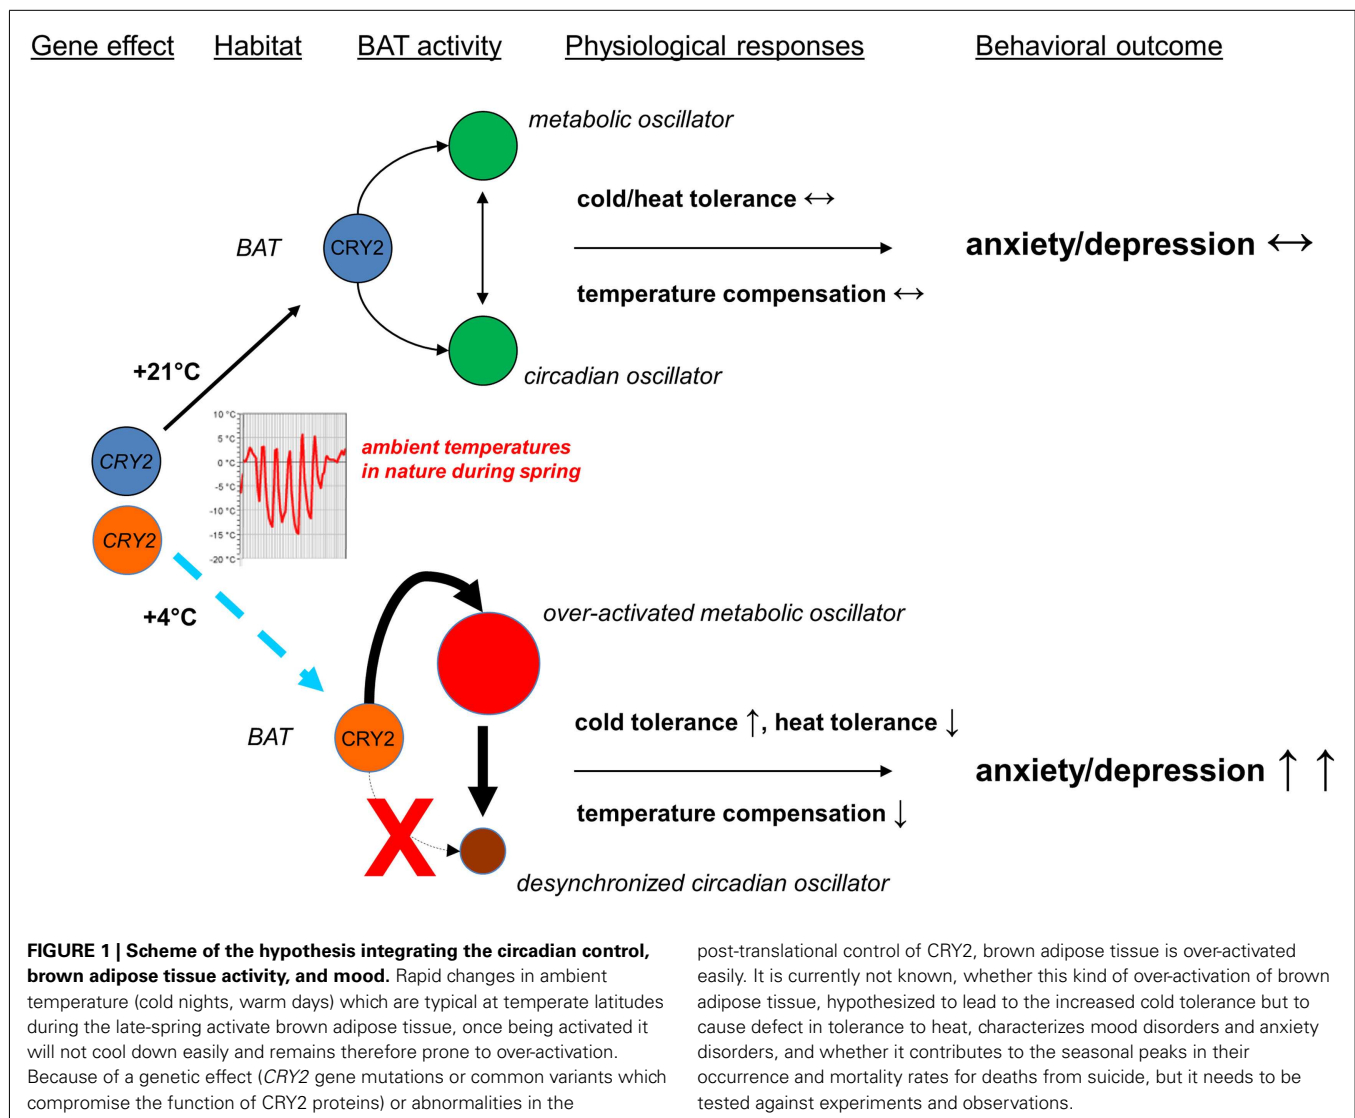 Gene effect Habitat BAT activity Physiological responses Behavioral outcome
metabolic oscillator
cold/heat tolerance ↔
BAT CRY2
anxiety/depression ↔
temperature compensation ↔
+21°C
circadian oscillator
10 °C
5 °C
0 °C
-5 °C
-10 °C
-15 °C
-20 °C
ambient temperatures
in nature during spring
CRY2
CRY2
+4°C
over-activated metabolic oscillator
cold tolerance ↑, heat tolerance ↓
BAT CRY2
anxiety/depression ↑ ↑
temperature compensation ↓
X
desynchronized circadian oscillator
FIGURE 1 | Scheme of the hypothesis integrating the circadian control,
brown adipose tissue activity, and mood. Rapid changes in ambient
temperature (cold nights, warm days) which are typical at temperate latitudes
during the late-spring activate brown adipose tissue, once being activated it
will not cool down easily and remains therefore prone to over-activation.
Because of a genetic effect (CRY2 gene mutations or common variants which
compromise the function of CRY2 proteins) or abnormalities in the
post-translational control of CRY2, brown adipose tissue is over-activated
easily. It is currently not known, whether this kind of over-activation of brown
adipose tissue, hypothesized to lead to the increased cold tolerance but to
cause defect in tolerance to heat, characterizes mood disorders and anxiety
disorders, and whether it contributes to the seasonal peaks in their
occurrence and mortality rates for deaths from suicide, but it needs to be
tested against experiments and observations.